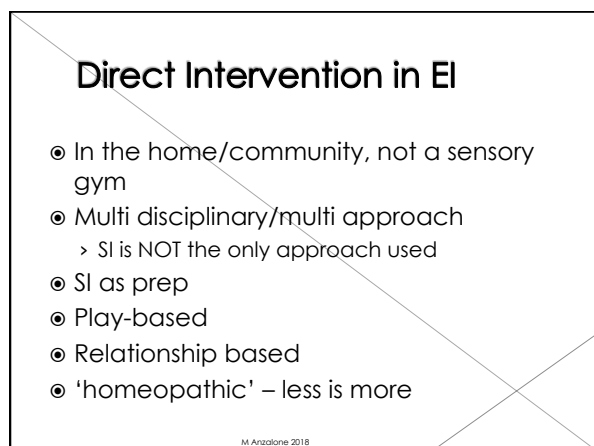 Direct Intervention in EI
⦿ In the home/community, not a sensory
gym
⦿ Multi disciplinary/multi approach
› SI is NOT the only approach used
⦿ SI as prep
⦿ Play-based
⦿ Relationship based
⦿ ‘homeopathic’ – less is more
M Anzalone 2018